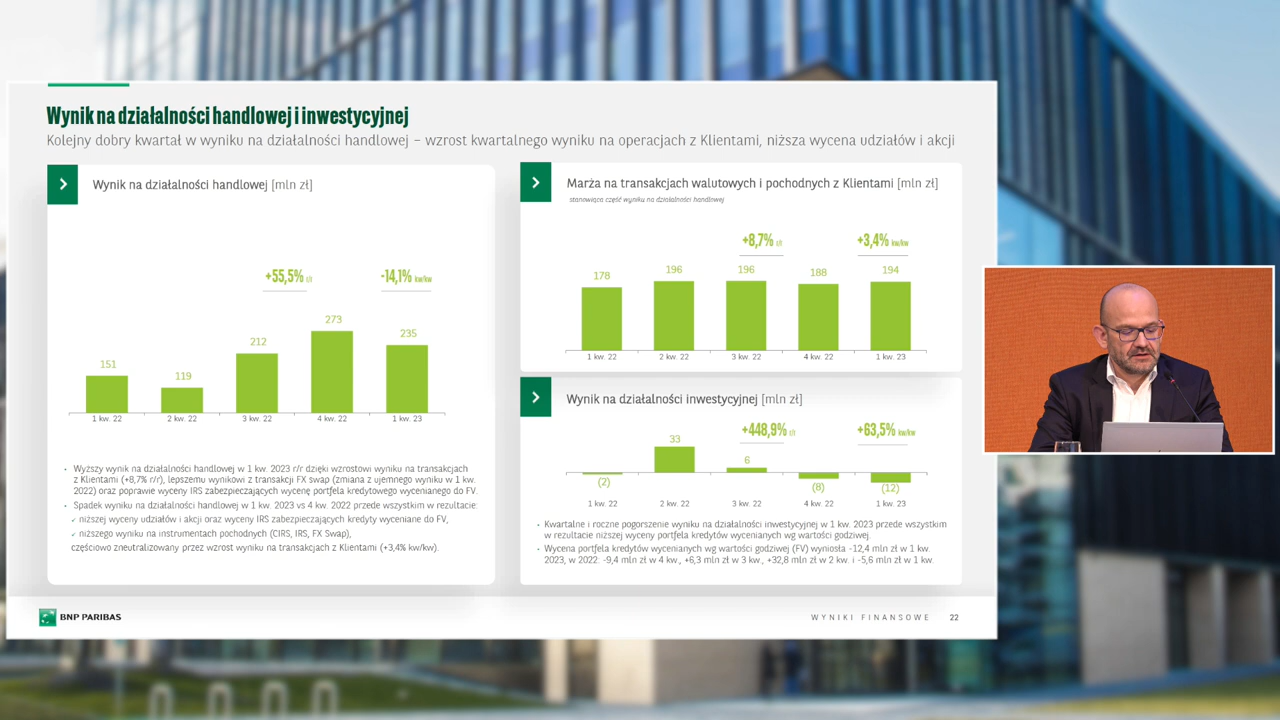 Wynik na działalności handlowej i inwestycyjnej
Kolejny dobry kwartał w wyniku na działalności handlowej – wzrost kwartalnego wyniku na operacjach z Klientami, niższa wycena udziałów i akcji
Wynik na działalności handlowej [mln zł]
+55,5% r/r
-14,1% kw/kw
151
119
212
273
235
1 kw. 22
2 kw. 22
3 kw. 22
4 kw. 22
1 kw. 23
• Wyższy wynik na działalności handlowej w 1 kw. 2023 r/r dzięki wzrostowi wyniku na transakcjach
z Klientami (+8,7% r/r), lepszemu wynikowi z transakcji FX swap (zmiana z ujemnego wyniku w 1 kw.
2022) oraz poprawie wyceny IRS zabezpieczających wycenę portfela kredytowego wycenianego do FV.
• Spadek wyniku na działalności handlowej w 1 kw. 2023 vs 4 kw. 2022 przede wszystkim w rezultacie:
✓ niższej wyceny udziałów i akcji oraz wyceny IRS zabezpieczających kredyty wyceniane do FV,
✓ niższego wyniku na instrumentach pochodnych (CIRS, IRS, FX Swap),
częściowo zneutralizowany przez wzrost wyniku na transakcjach z Klientami (+3,4% kw/kw).
Marża na transakcjach walutowych i pochodnych z Klientami [mln zł]
stanowiąca część wyniku na działalności handlowej
+8,7% r/r
+3,4% kw/kw
178
196
196
188
194
1 kw. 22
2 kw. 22
3 kw. 22
4 kw. 22
1 kw. 23
Wynik na działalności inwestycyjnej [mln zł]
+448,9% r/r
+63,5% kw/kw
(2)
33
6
(8)
(12)
1 kw. 22
2 kw. 22
3 kw. 22
4 kw. 22
1 kw. 23
• Kwartalne i roczne pogorszenie wyniku na działalności inwestycyjnej w 1 kw. 2023 przede wszystkim
w rezultacie niższej wyceny portfela kredytów wycenianych wg wartości godziwej.
• Wycena portfela kredytów wycenianych wg wartości godziwej (FV) wyniosła -12,4 mln zł w 1 kw.
2023, w 2022: -9,4 mln zł w 4 kw., +6,3 mln zł w 3 kw., +32,8 mln zł w 2 kw. i -5,6 mln zł w 1 kw.
BNP PARIBAS
WYNIKI FINANSOWE 22